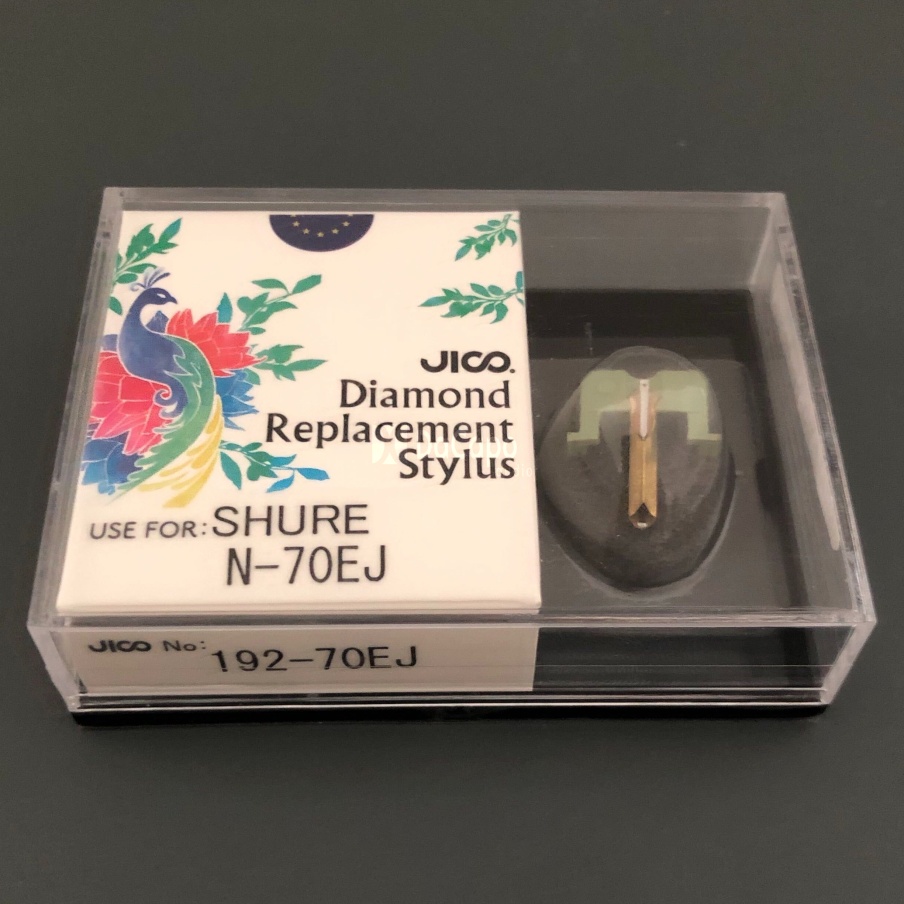 JICO.
Diamond
Replacement
Stylus
USE FOR: SHURE
N-70EJ
JICO No: 192-70EJ